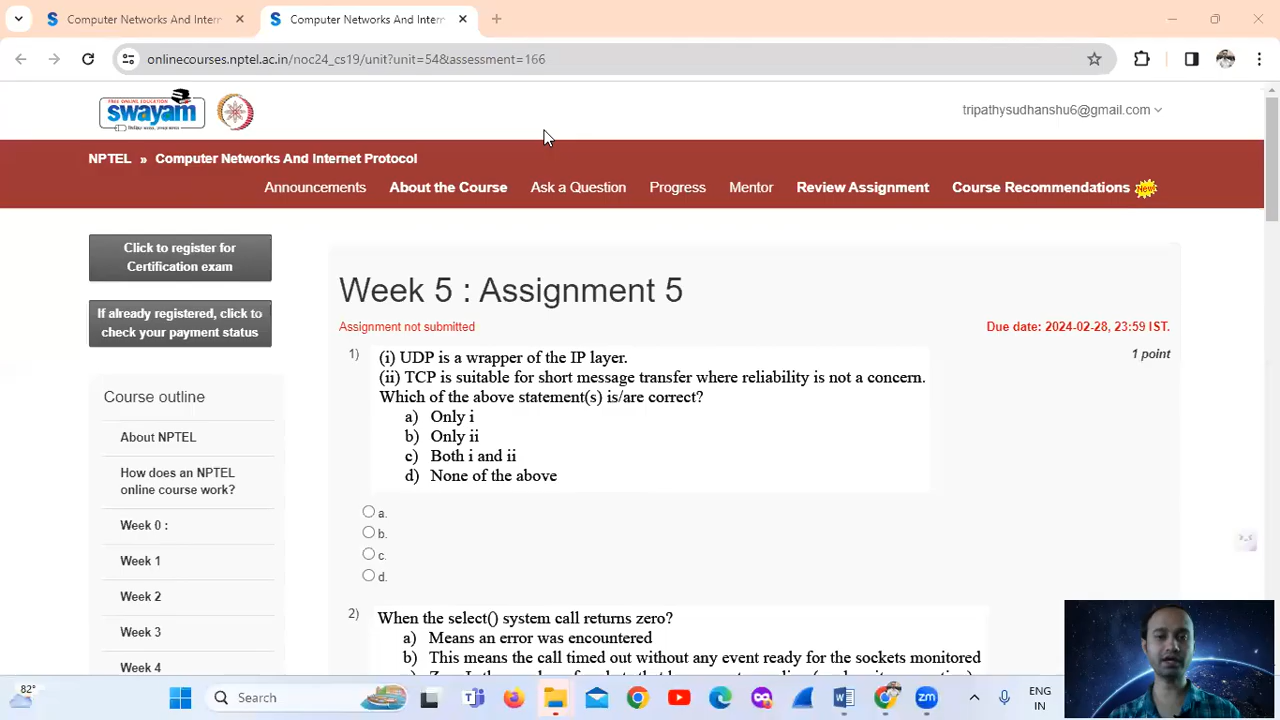 Computer Networks And Intern
Computer Networks And Intern
onlinecourses.nptel.ac.in/noc24_cs19/unit?unit=54&assessment=166
FREE ONLINE EDUCATION
swayam
tripathysudhanshu6@gmail.com
NPTEL » Computer Networks And Internet Protocol
Announcements About the Course Ask a Question Progress Mentor Review Assignment Course Recommendations New!
Click to register for
Certification exam
If already registered, click to
check your payment status
Course outline
About NPTEL
How does an NPTEL
online course work?
Week 0 :
Week 1
Week 2
Week 3
Week 4
Week 5 : Assignment 5
Assignment not submitted
Due date: 2024-02-28, 23:59 IST.
1) (i) UDP is a wrapper of the IP layer.
1 point
(ii) TCP is suitable for short message transfer where reliability is not a concern.
Which of the above statement(s) is/are correct?
a) Only i
b) Only ii
c) Both i and ii
d) None of the above
a.
b.
c.
d.
2) When the select() system call returns zero?
a) Means an error was encountered
b) This means the call timed out without any event ready for the sockets monitored
82°
Search
zm
ENG
IN